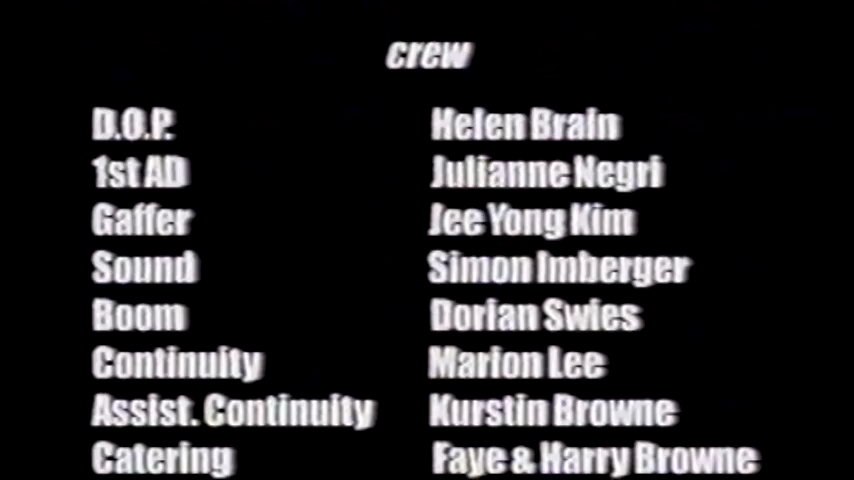 crew
D.O.P. Helen Brain
1st AD Julianne Negri
Gaffer Jee Yong Kim
Sound Simon Imberger
Boom Dorian Swies
Continuity Marion Lee
Assist. Continuity Kurstin Browne
Catering Faye & Harry Browne